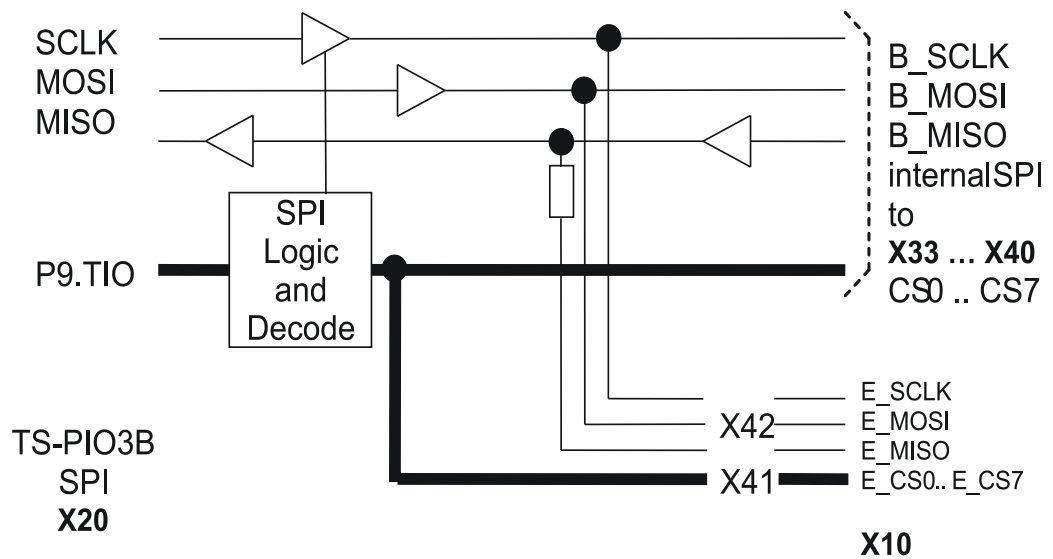 SCLK
MOSI
MISO
P9.TIO
SPI
Logic
and
Decode
B_SCLK
B_MOSI
B_MISO
internalSPI
to
X33 ... X40
CS0 .. CS7
E_SCLK
X42
E_MOSI
E_MISO
X41
E_CS0.. E_CS7
TS-PIO3B
SPI
X20
X10